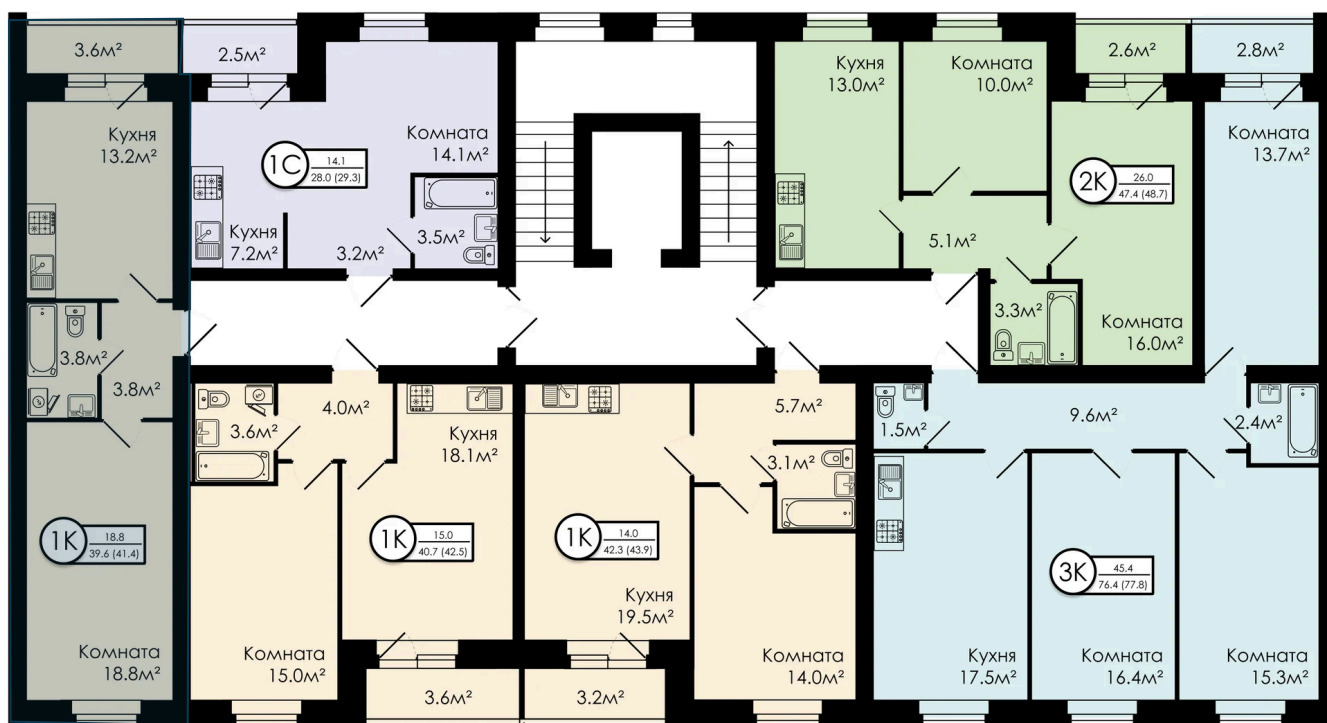 3.6м²
Кухня
13.2м²
3.8м²
3.8м²
1К
18.8
39.6 (41.4)
Комната
18.8м²
2.5м²
Комната
14.1м²
1С
14.1
28.0 (29.3)
Кухня
7.2м²
3.2м²
3.5м²
Кухня
13.0м²
Комната
10.0м²
2.6м²
2К
26.0
47.4 (48.7)
5.1м²
3.3м²
Комната
16.0м²
2.8м²
Комната
13.7м²
4.0м²
3.6м²
Кухня
18.1м²
1К
15.0
40.7 (42.5)
Комната
15.0м²
3.6м²
5.7м²
3.1м²
1К
14.0
42.3 (43.9)
Кухня
19.5м²
Комната
14.0м²
3.2м²
1.5м²
9.6м²
2.4м²
3К
45.4
76.4 (77.8)
Кухня
17.5м²
Комната
16.4м²
Комната
15.3м²